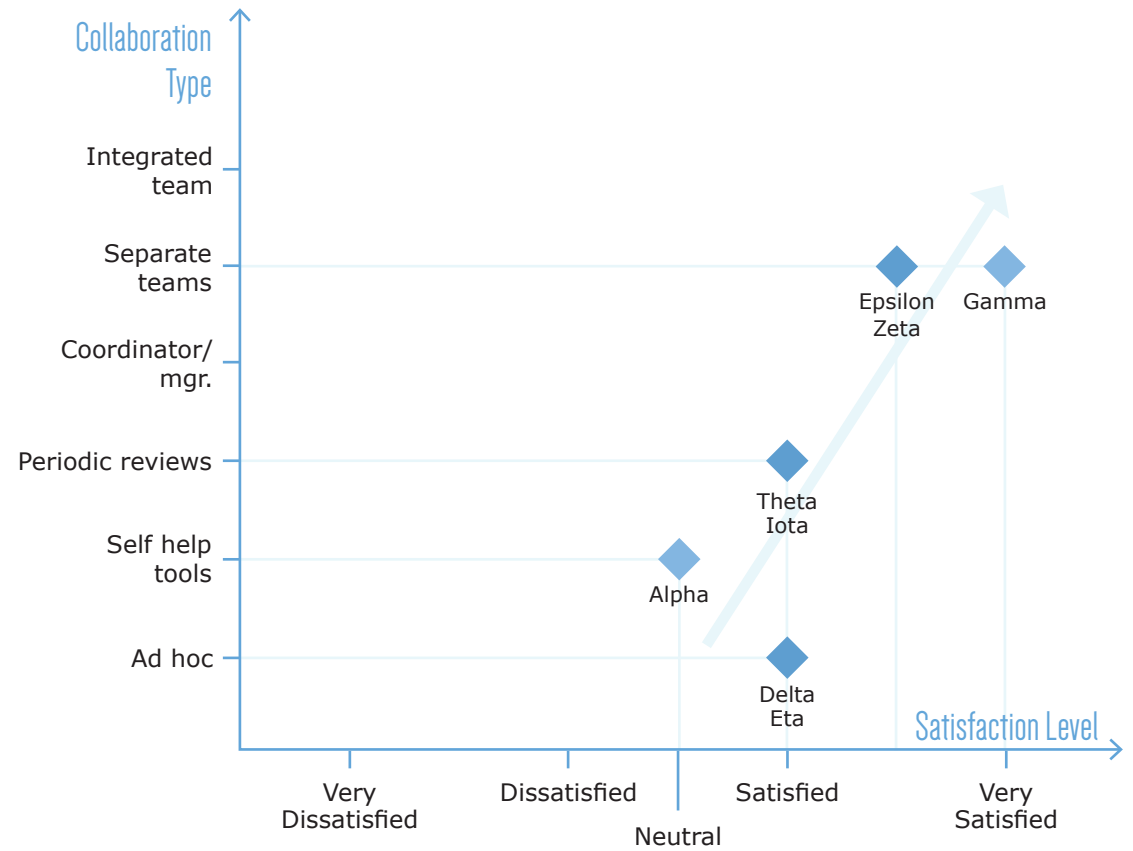 Collaboration
Type
Integrated
team
Separate
teams
Epsilon
Zeta
Gamma
Coordinator/
mgr.
Periodic reviews
Theta
Iota
Self help
tools
Alpha
Ad hoc
Delta
Eta
Satisfaction Level
Very
Dissatisfied
Dissatisfied
Neutral
Satisfied
Very
Satisfied